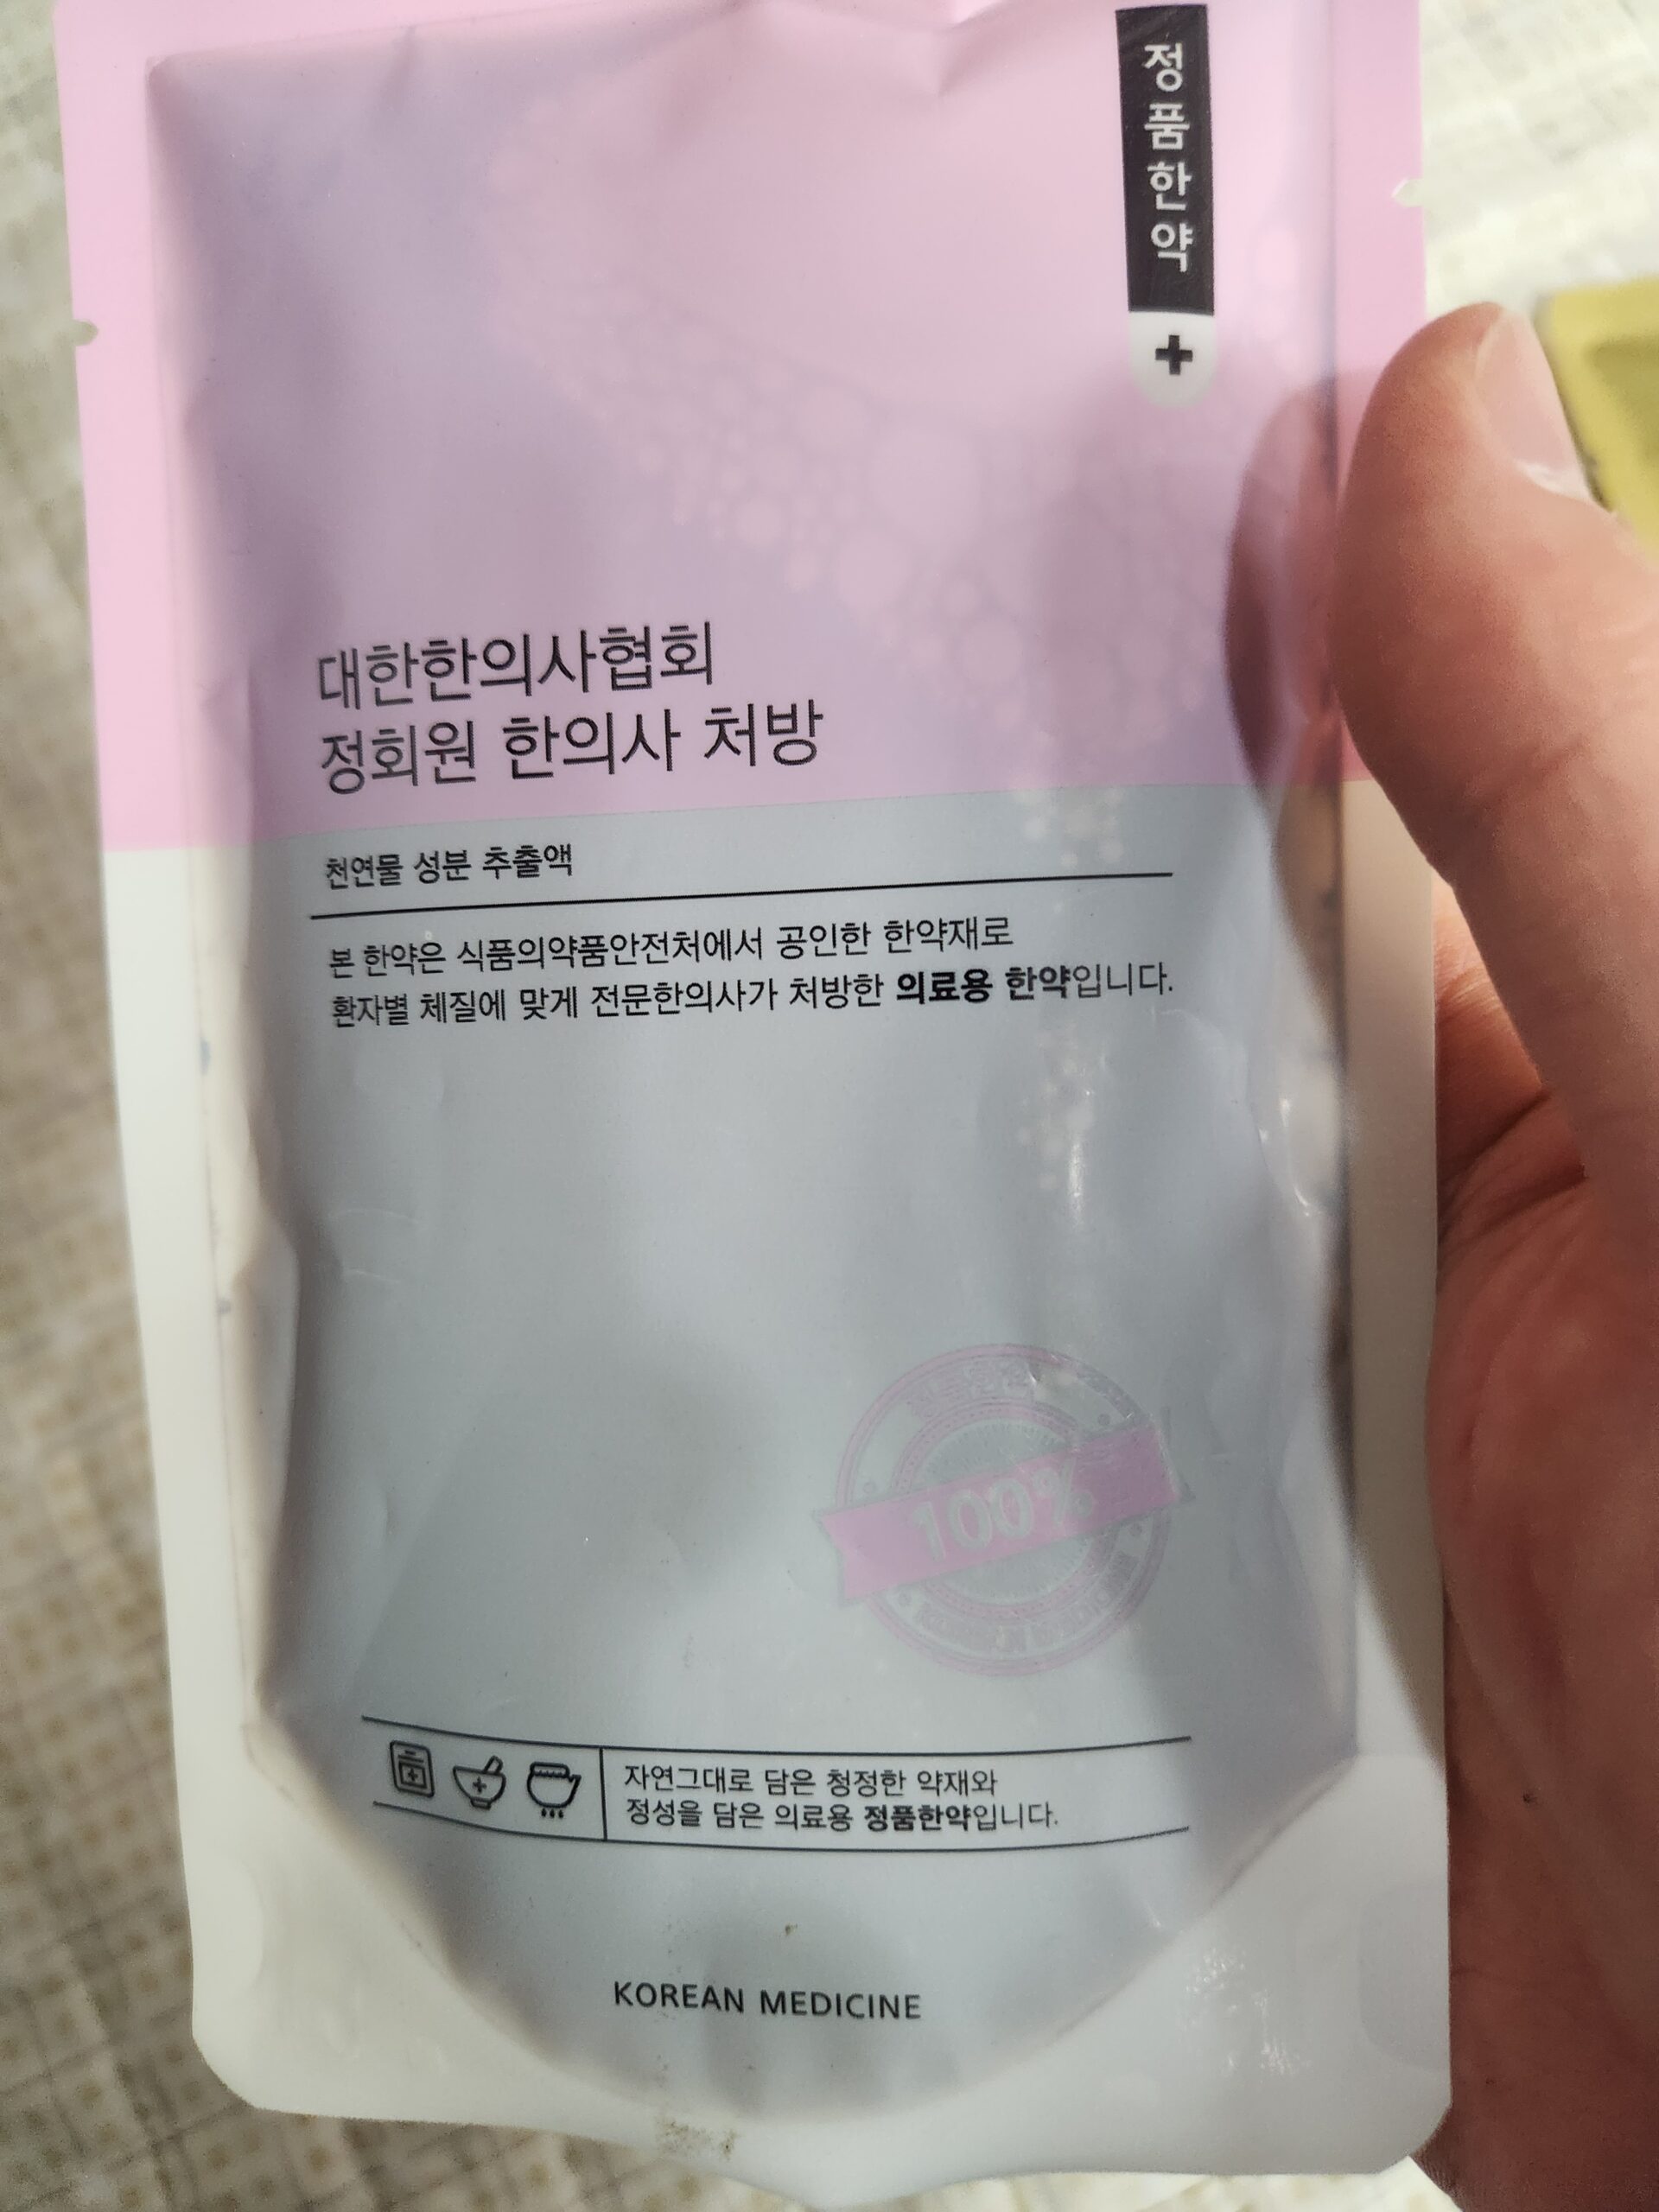 정품한약
대한한의사협회
정회원 한의사 처방
천연물 성분 추출액
본 한약은 식품의약품안전처에서 공인한 한약재로
환자별 체질에 맞게 전문한의사가 처방한 의료용 한약입니다.
100%
자연그대로 담은 청정한 약재와
정성을 담은 의료용 정품한약입니다.
KOREAN MEDICINE